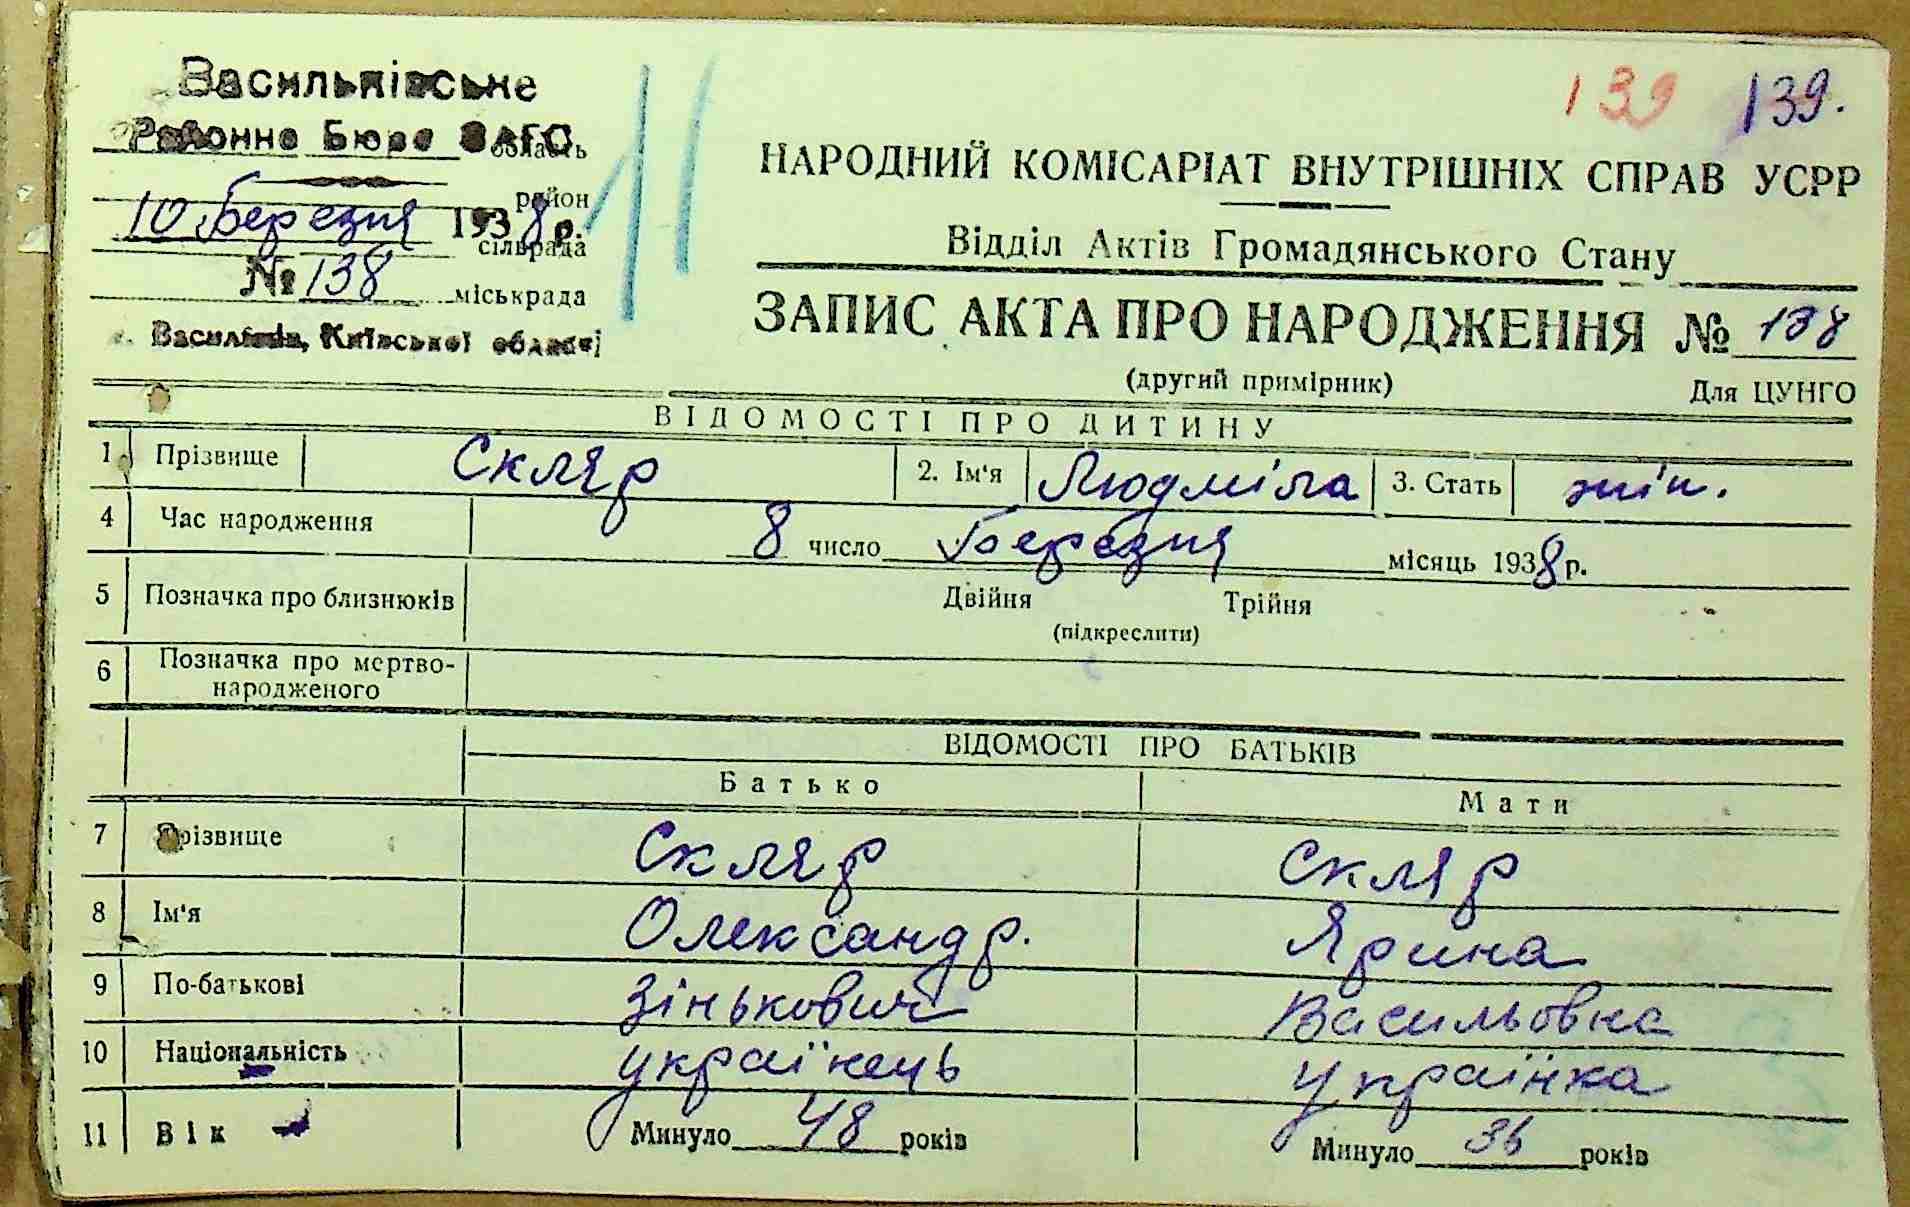 139 139.
Васильківське
Районне Бюро ЗАГС
область
район
10 Березня 1938 р.
сільрада
№ 138
міськрада
м. Васильків, Київської області
11
НАРОДНИЙ КОМІСАРІАТ ВНУТРІШНІХ СПРАВ УСРР
Відділ Актів Громадянського Стану
ЗАПИС АКТА ПРО НАРОДЖЕННЯ № 138
(другий примірник) Для ЦУНГО
ВІДОМОСТІ ПРО ДИТИНУ
1 Прізвище Скляр 2. Ім'я Людміла 3. Стать жін.
4 Час народження 8 число Березня місяць 1938 р.
5 Позначка про близнюків Двійня Трійня
(підкреслити)
6 Позначка про мертво-
народженого
ВІДОМОСТІ ПРО БАТЬКІВ
Батько Мати
7 Прізвище Скляр Скляр
8 Ім'я Олександр. Ярина
9 По-батькові Зінькович Васильовна
10 Національність українець українка
11 Вік Минуло 48 років Минуло 36 років